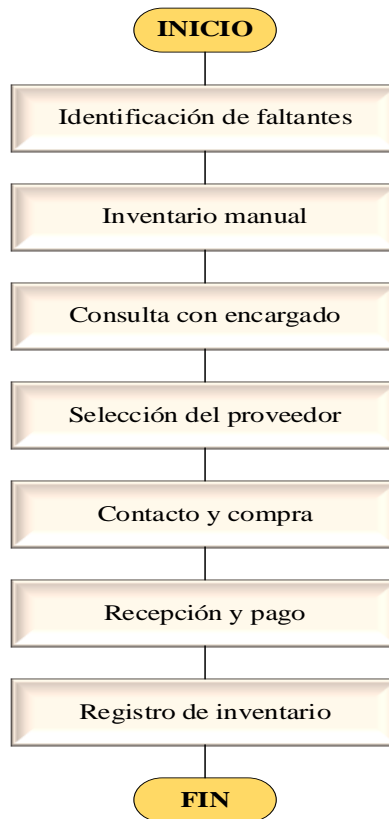 INICIO
Identificación de faltantes
Inventario manual
Consulta con encargado
Selección del proveedor
Contacto y compra
Recepción y pago
Registro de inventario
FIN